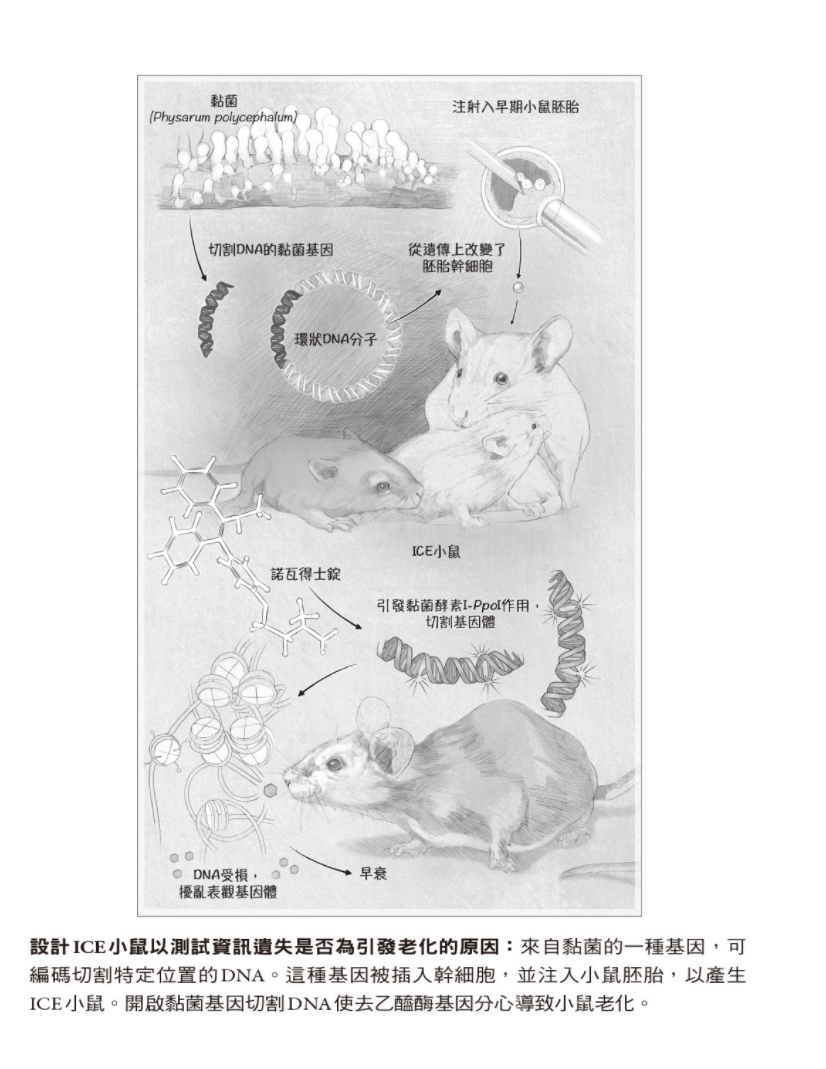 黏菌
(Physarum polycephalum)
注射入早期小鼠胚胎
切割DNA的黏菌基因
從遺傳上改變了
胚胎幹細胞
環狀DNA分子
ICE小鼠
諾瓦得士錠
引發黏菌酵素I-PpoI作用，
切割基因體
DNA受損，
擾亂表觀基因體
早衰
設計ICE小鼠以測試資訊遺失是否為引發老化的原因：來自黏菌的一種基因，可
編碼切割特定位置的DNA。這種基因被插入幹細胞，並注入小鼠胚胎，以產生
ICE小鼠。開啟黏菌基因切割DNA使去乙醯酶基因分心導致小鼠老化。